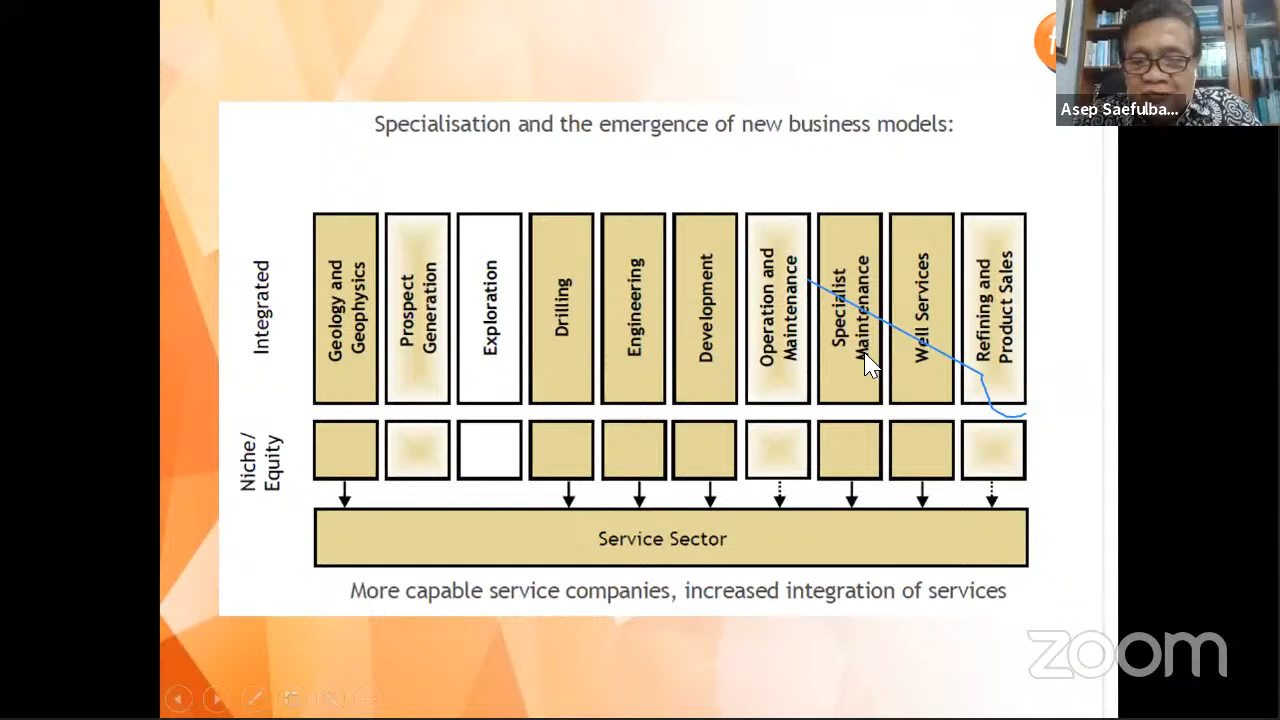 Asep Saefulba...
Specialisation and the emergence of new business models:
Integrated
Geology and
Geophysics
Prospect
Generation
Exploration
Drilling
Engineering
Development
Operation and
Maintenance
Specialist
Maintenance
Well Services
Refining and
Product Sales
Niche/
Equity
Service Sector
More capable service companies, increased integration of services
zoom